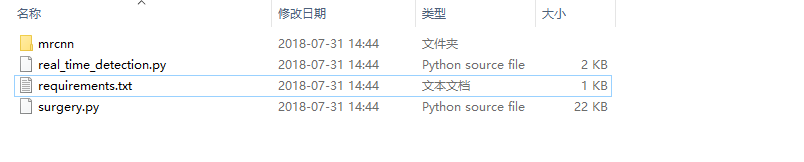 名称 修改日期 类型 大小
mrcnn 2018-07-31 14:44 文件夹
real_time_detection.py 2018-07-31 14:44 Python source file 2 KB
requirements.txt 2018-07-31 14:44 文本文档 1 KB
surgery.py 2018-07-31 14:44 Python source file 22 KB